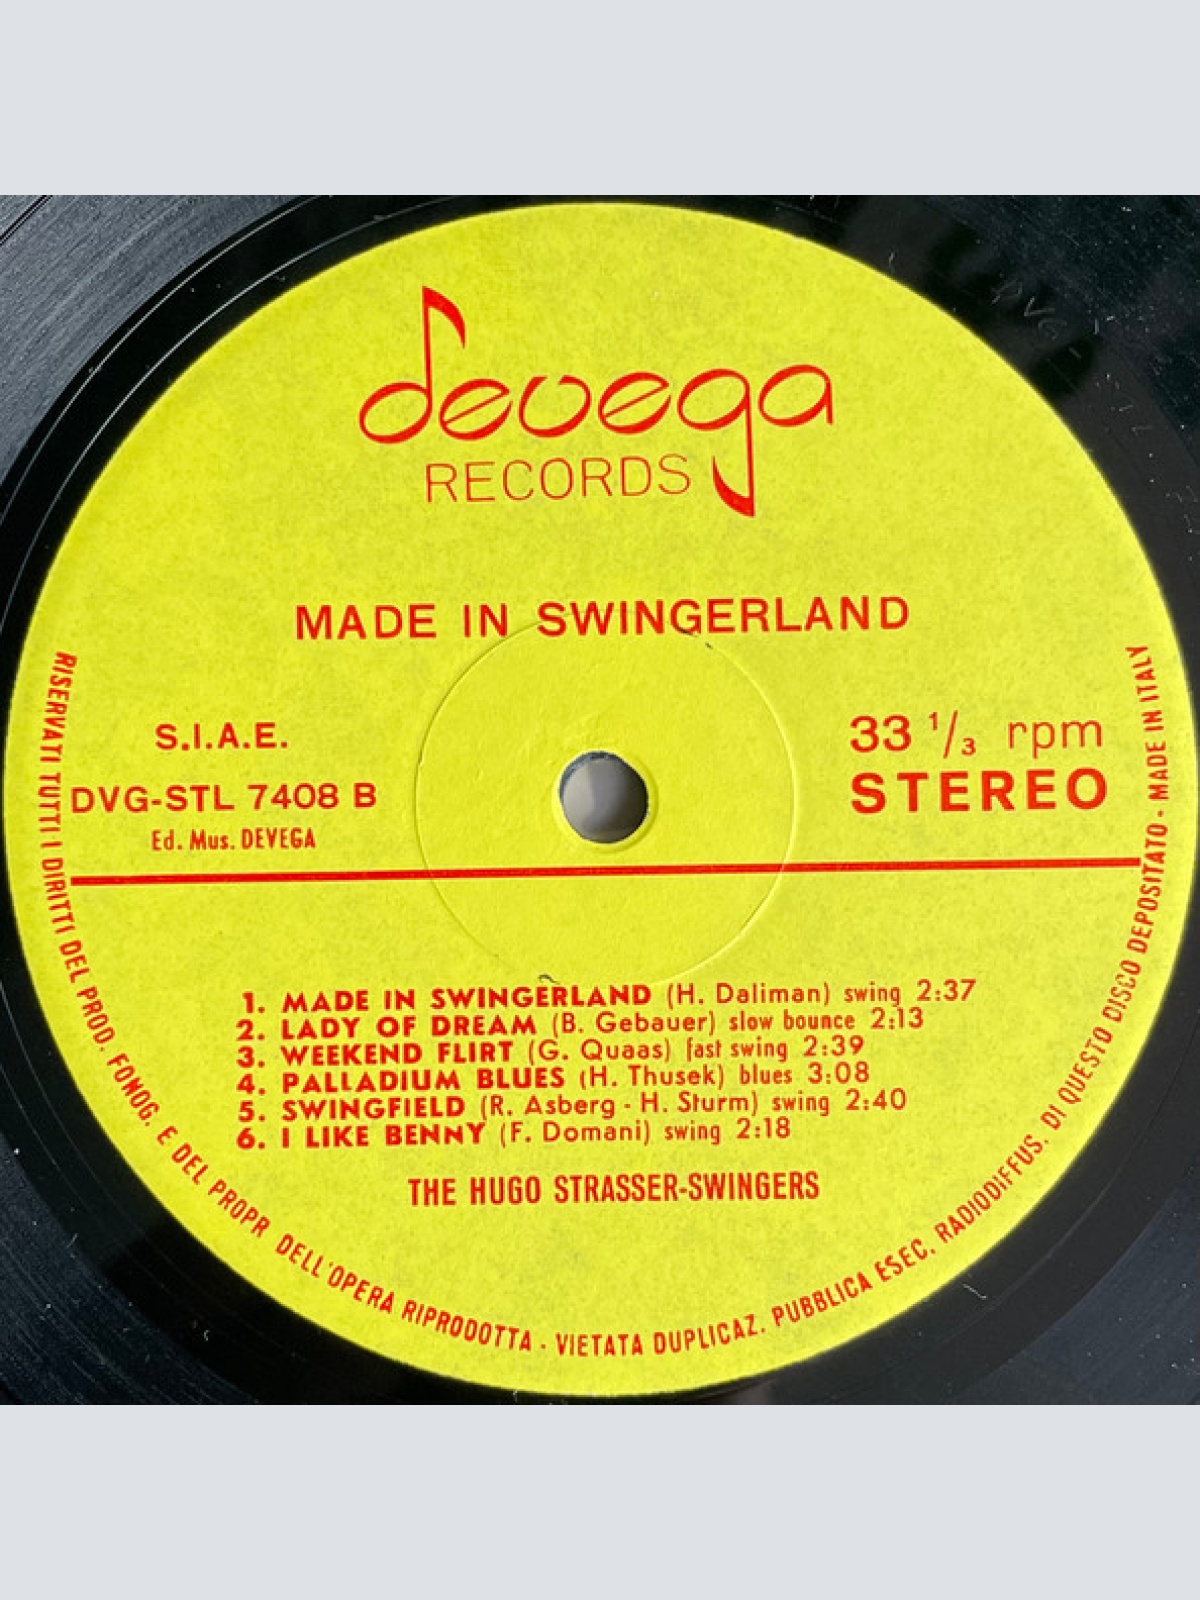 devega
RECORDS
MADE IN SWINGERLAND
S.I.A.E.
DVG-STL 7408 B
Ed. Mus. DEVEGA
33 1/3 rpm
STEREO
1. MADE IN SWINGERLAND (H. Daliman) swing 2:37
2. LADY OF DREAM (B. Gebauer) slow bounce 2:13
3. WEEKEND FLIRT (G. Quaas) fast swing 2:39
4. PALLADIUM BLUES (H. Thusek) blues 3:08
5. SWINGFIELD (R. Asberg - H. Sturm) swing 2:40
6. I LIKE BENNY (F. Domani) swing 2:18
THE HUGO STRASSER-SWINGERS
RISERVATI TUTTI I DIRITTI DEL PROD. FONOG. E DEL PROPR DELL'OPERA RIPRODOTTA - VIETATA DUPLICAZ. PUBBLICA ESEC. RADIODIFFUS. DI QUESTO DISCO DEPOSITATO - MADE IN ITALY